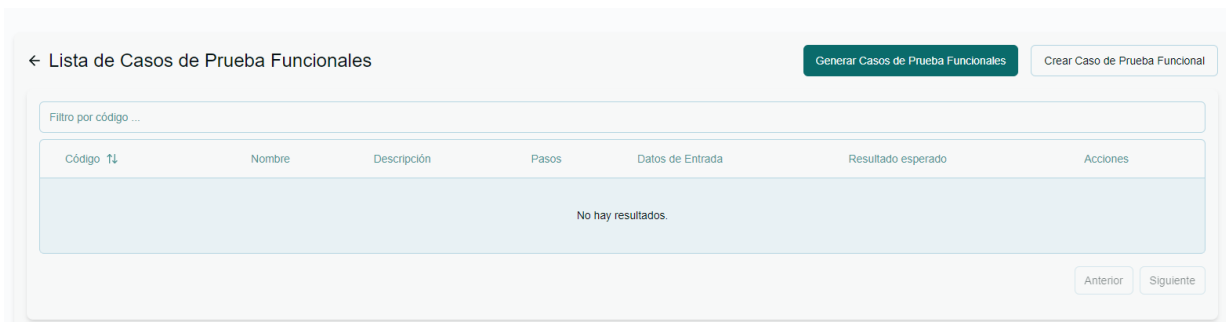 ← Lista de Casos de Prueba Funcionales
Generar Casos de Prueba Funcionales
Crear Caso de Prueba Funcional
Filtro por código ...
Código ↑↓ Nombre Descripción Pasos Datos de Entrada Resultado esperado Acciones
No hay resultados.
Anterior Siguiente